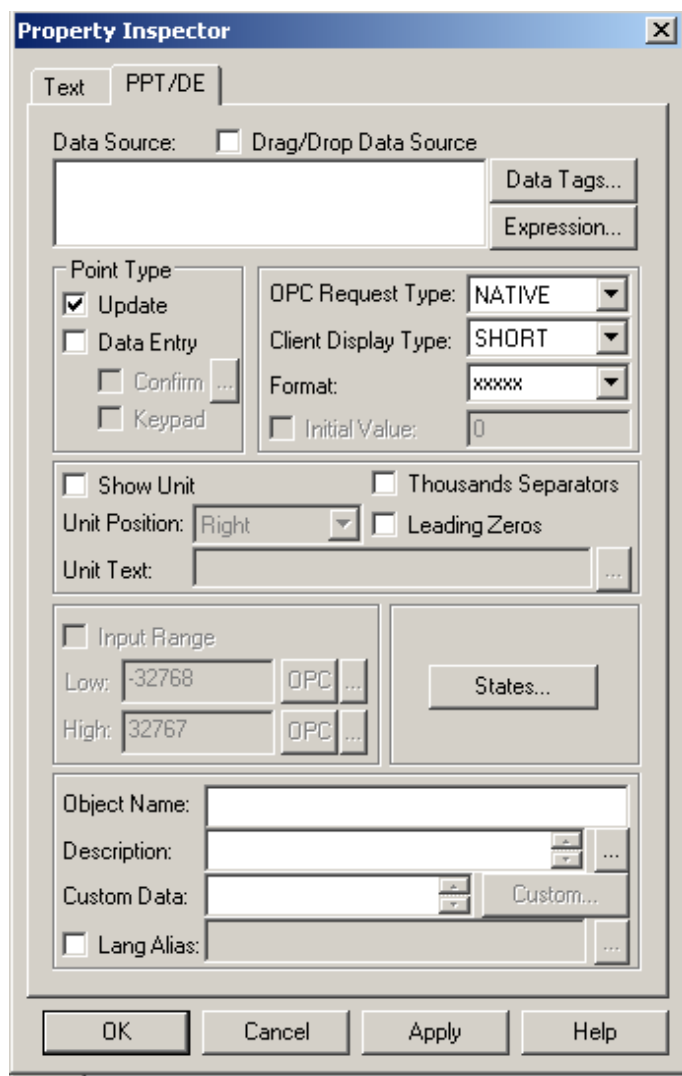 Property Inspector
Text PPT/DE
Data Source: Drag/Drop Data Source
Data Tags...
Expression...
Point Type
Update
Data Entry
Confirm ...
Keypad
OPC Request Type: NATIVE
Client Display Type: SHORT
Format: xxxxx
Initial Value: 0
Show Unit Thousands Separators
Unit Position: Right Leading Zeros
Unit Text: ...
Input Range
Low: -32768 OPC ...
High: 32767 OPC ...
States...
Object Name:
Description: ...
Custom Data: Custom...
Lang Alias: ...
OK Cancel Apply Help